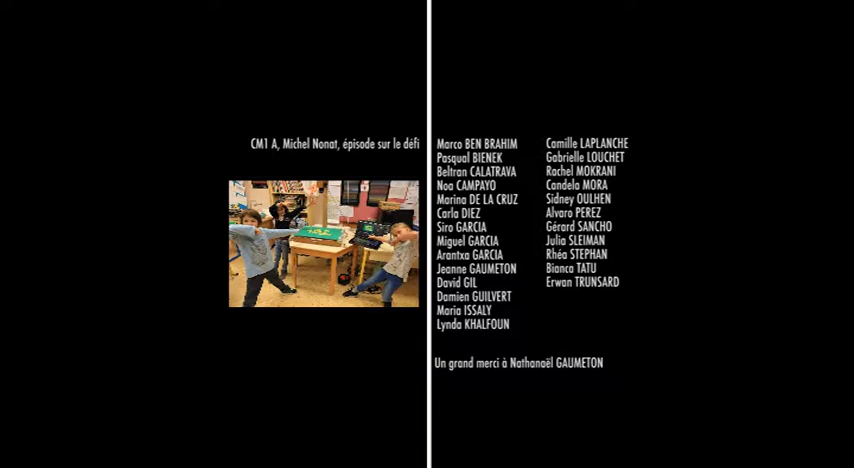 CM1 A, Michel Nonat, épisode sur le défi
Marco BEN BRAHIM
Pasqual BIENEK
Beltran CALATRAVA
Noa CAMPAYO
Marina DE LA CRUZ
Carla DIEZ
Siro GARCIA
Miguel GARCIA
Arantxa GARCIA
Jeanne GAUMETON
David GIL
Damien GUILVERT
Maria ISSALY
Lynda KHALFOUN
Camille LAPLANCHE
Gabrielle LOUCHET
Rachel MOKRANI
Candela MORA
Sidney OULHEN
Alvaro PEREZ
Gérard SANCHO
Julia SLEIMAN
Rhéa STEPHAN
Bianca TATU
Erwan TRUNSARD
Un grand merci à Nathanaël GAUMETON